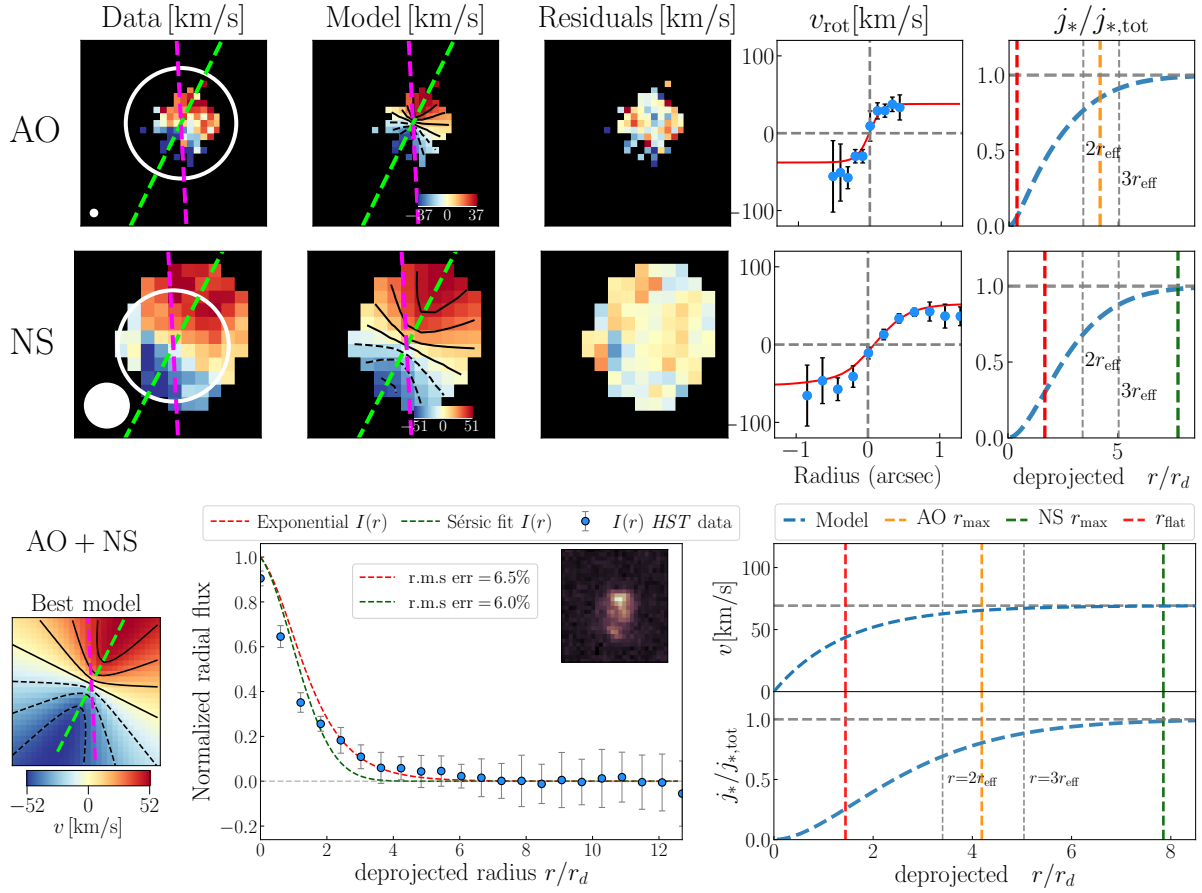 Data [km/s] Model [km/s] Residuals [km/s] v_rot [km/s] j_*/j_*,tot
AO
−37 0 37
100
0
−100
1.0
0.5
0.0
2r_eff
3r_eff
NS
−51 0 51
100
0
−100
−1 0 1
Radius (arcsec)
1.0
0.5
0.0
2r_eff
3r_eff
0 5
deprojected r/r_d
AO + NS
Best model
−52 0 52
v [km/s]
Exponential I(r) Sérsic fit I(r) I(r) HST data
r.m.s err = 6.5%
r.m.s err = 6.0%
Normalized radial flux
1.0
0.8
0.6
0.4
0.2
0.0
−0.2
0 2 4 6 8 10 12
deprojected radius r/r_d
Model AO r_max NS r_max r_flat
v [km/s]
100
50
0
j_*/j_*,tot
1.0
0.5
0.0
r=2r_eff r=3r_eff
0 2 4 6 8
deprojected r/r_d